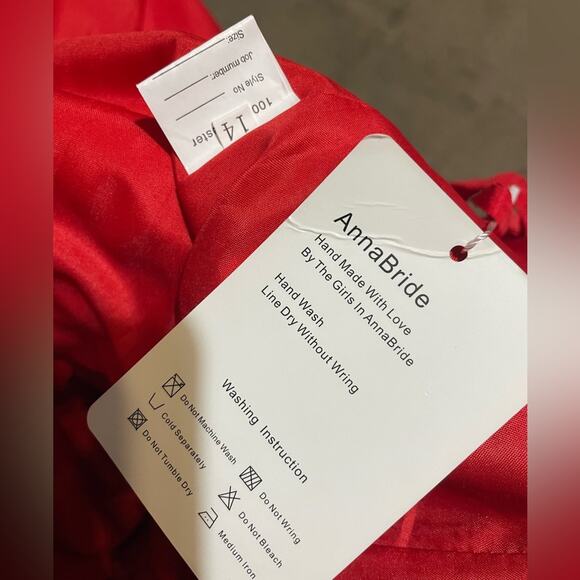 Size:
Job mumber:
Style No
100
14
ster
AnnaBride
Hand Made With Love
By The Girls In AnnaBride
Hand Wash
Line Dry Without Wring
Washing Instruction
Do Not Machine Wash
Cold Separately
Do Not Tumble Dry
Do Not Wring
Do Not Bleach
Medium Iron